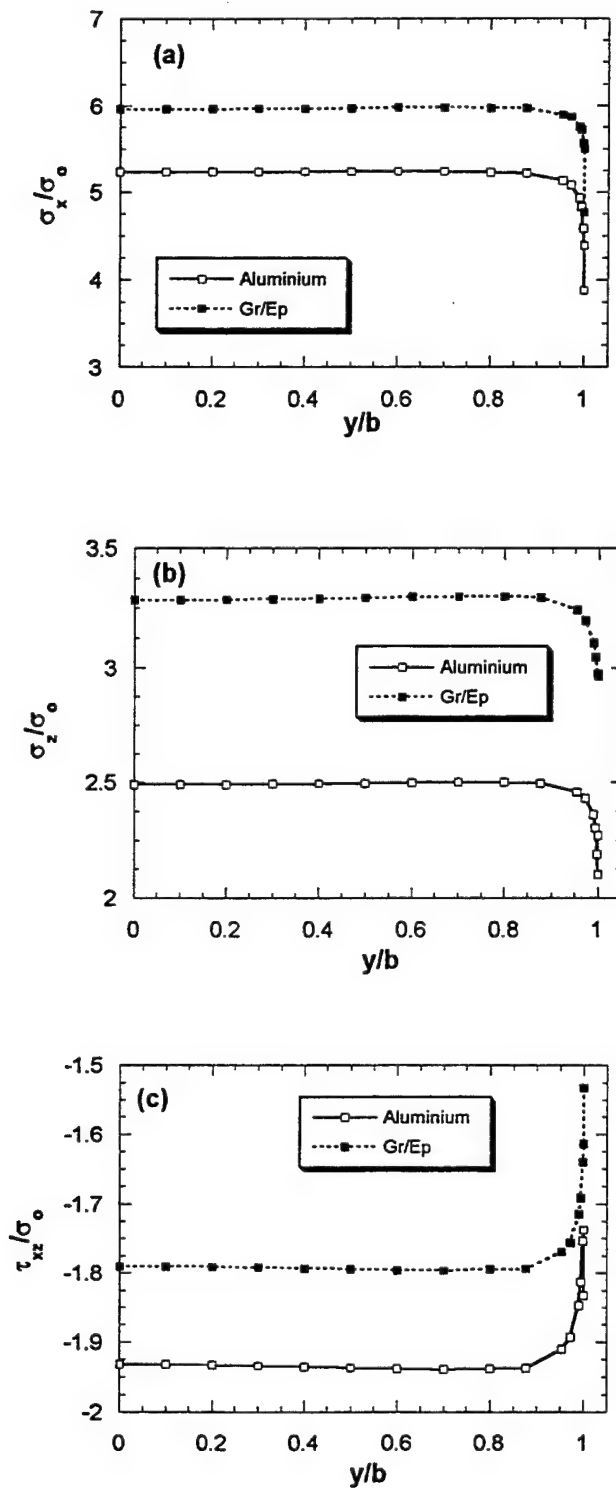 (a)
7
6
5
4
3
σx/σo
Aluminium
Gr/Ep
0 0.2 0.4 0.6 0.8 1
y/b
(b)
3.5
3
2.5
2
σz/σo
Aluminium
Gr/Ep
0 0.2 0.4 0.6 0.8 1
y/b
(c)
-1.5
-1.6
-1.7
-1.8
-1.9
-2
τxz/σo
Aluminium
Gr/Ep
0 0.2 0.4 0.6 0.8 1
y/b